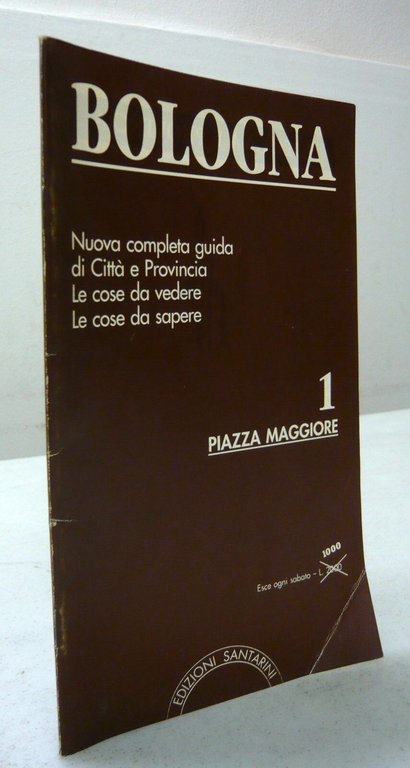 BOLOGNA
Nuova completa guida
di Città e Provincia
Le cose da vedere
Le cose da sapere
1
PIAZZA MAGGIORE
1000
Esce ogni sabato – L. 2000
EDIZIONI SANTARINI